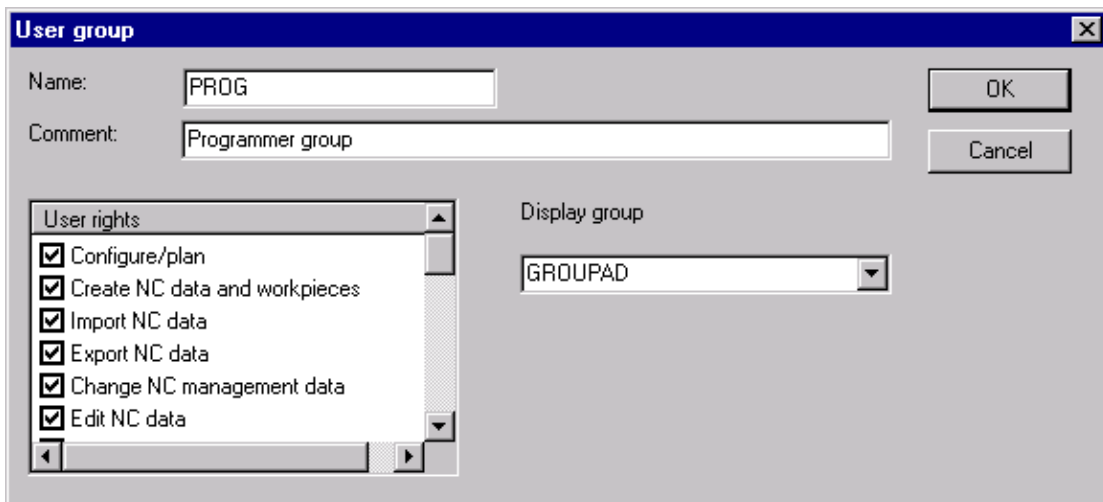 User group
Name:
PROG
OK
Comment:
Programmer group
Cancel
User rights
Display group
Configure/plan
GROUPAD
Create NC data and workpieces
Import NC data
Export NC data
Change NC management data
Edit NC data